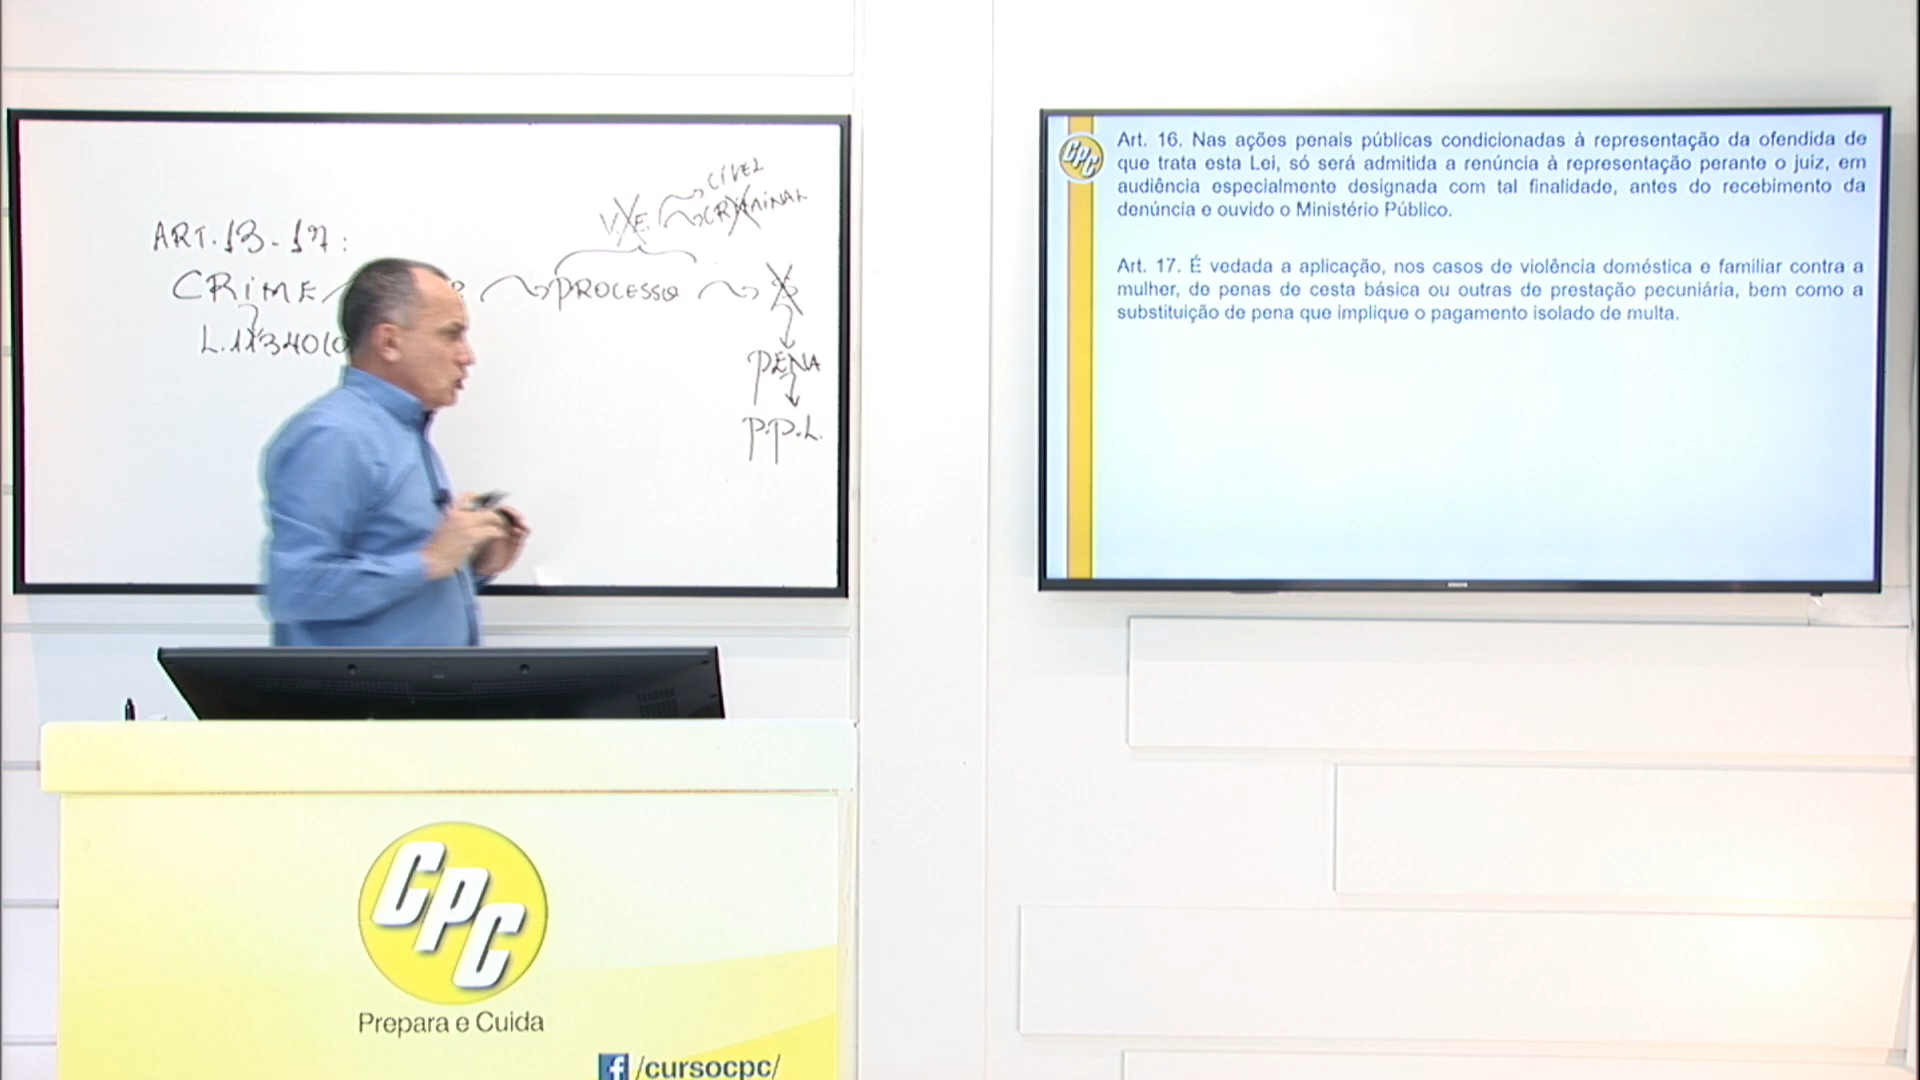 ART. 13 - 17:
CRIME
L. 11340(0
PROCESSO
V.E.
CÍVEL
CRIMINAL
PENA
P.P.L.
CPC
Art. 16. Nas ações penais públicas condicionadas à representação da ofendida de
que trata esta Lei, só será admitida a renúncia à representação perante o juiz, em
audiência especialmente designada com tal finalidade, antes do recebimento da
denúncia e ouvido o Ministério Público.
Art. 17. É vedada a aplicação, nos casos de violência doméstica e familiar contra a
mulher, de penas de cesta básica ou outras de prestação pecuniária, bem como a
substituição de pena que implique o pagamento isolado de multa.
CPC
Prepara e Cuida
f /cursocpc/